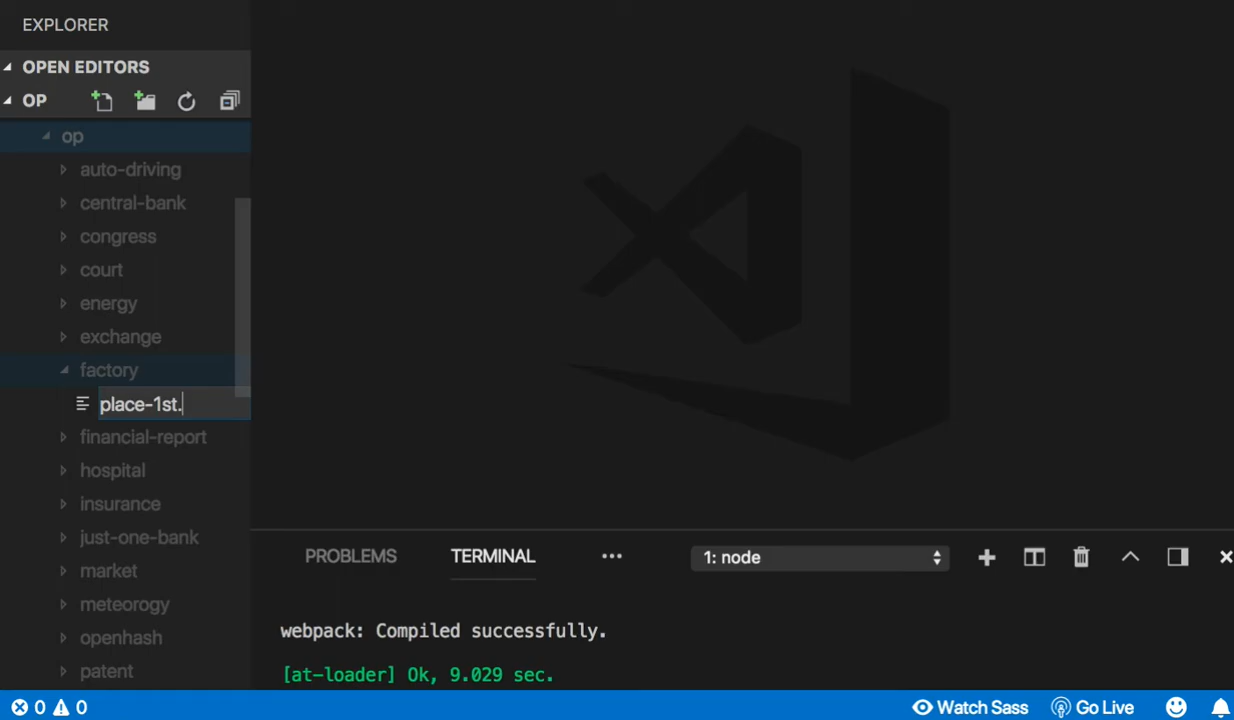 EXPLORER
OPEN EDITORS
OP
op
auto-driving
central-bank
congress
court
energy
exchange
factory
place-1st.
financial-report
hospital
insurance
just-one-bank
market
meteorogy
openhash
patent
PROBLEMS TERMINAL ... 1: node
webpack: Compiled successfully.
[at-loader] Ok, 9.029 sec.
0 0 Watch Sass Go Live